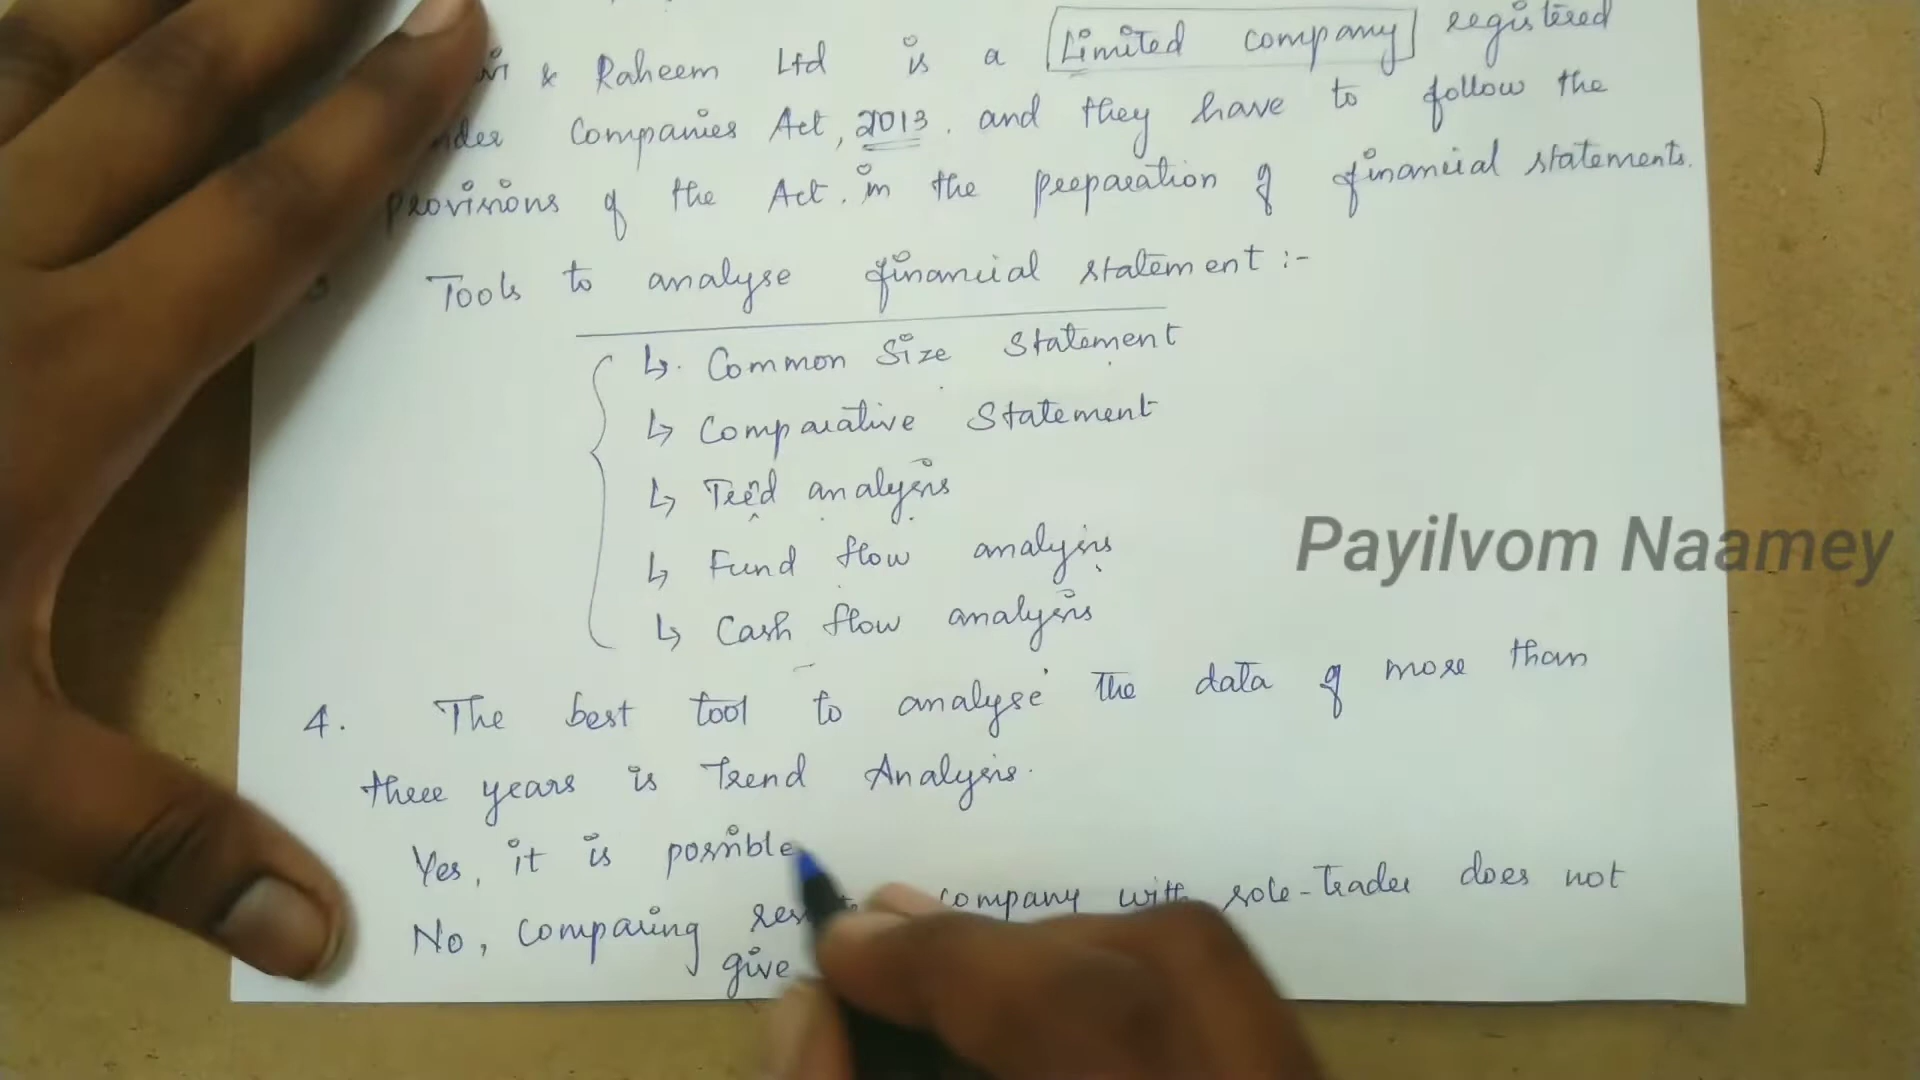 & Raheem Ltd is a Limited company registered
Companies Act, 2013. and they have to follow the
provisions of the Act. in the preparation of financial statements.
Tools to analyse financial statement :-
↳. Common Size Statement
↳ Comparative Statement
↳ Trend analysis
↳ Fund flow analysis
↳ Cash flow analysis
Payilvom Naamey
4. The best tool to analyse the data of more than
three years is Trend Analysis.
Yes, it is possible
No, Comparing company with sole-trader does not
give